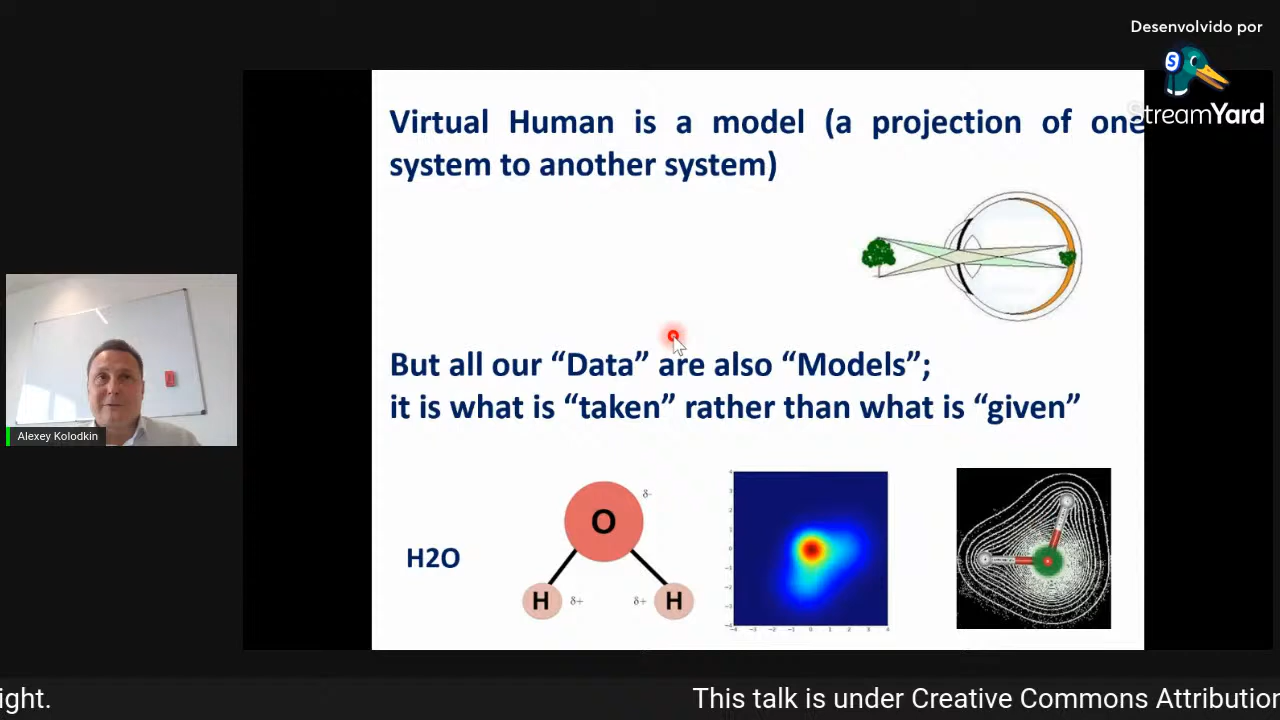 Desenvolvido por
StreamYard
Virtual Human is a model (a projection of one
system to another system)
But all our “Data” are also “Models”;
it is what is “taken” rather than what is “given”
Alexey Kolodkin
H2O
O
δ-
H
δ+
δ+
H
ight.
This talk is under Creative Commons Attribution